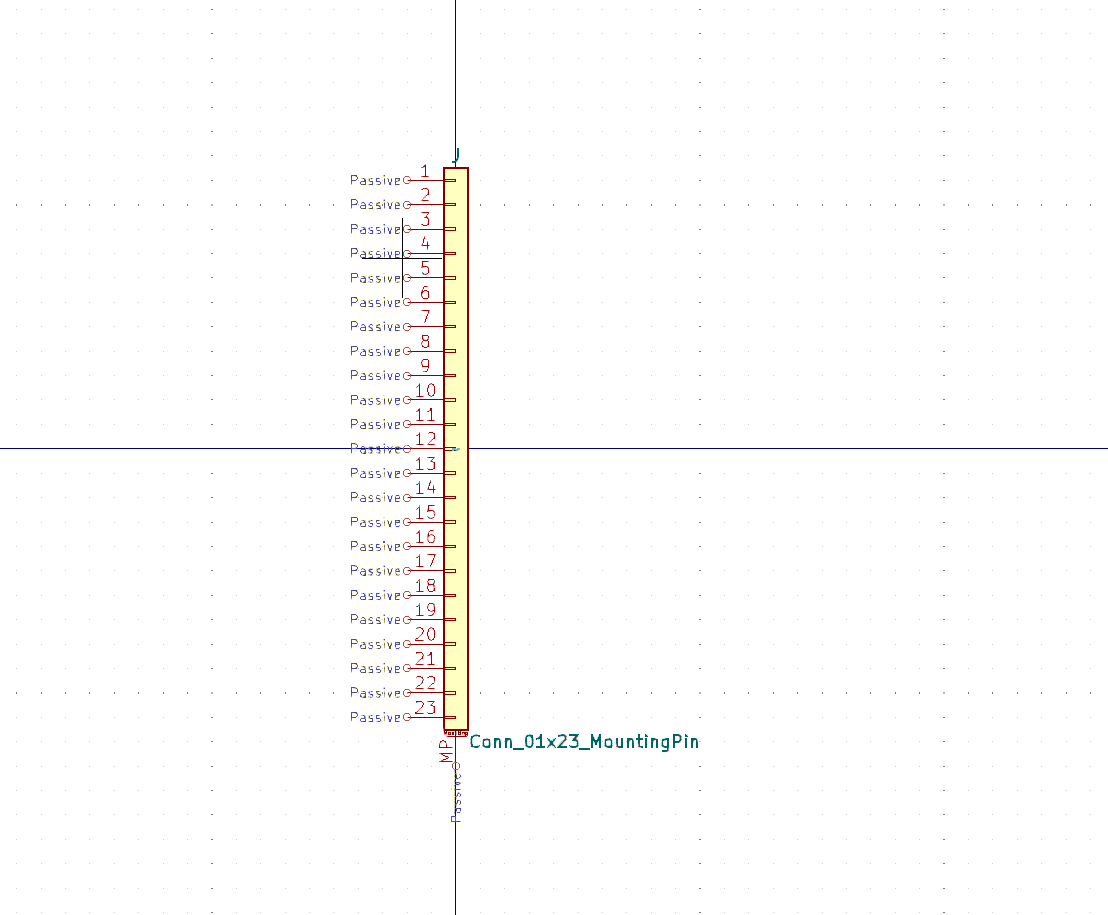 J
Passive 1
Passive 2
Passive 3
Passive 4
Passive 5
Passive 6
Passive 7
Passive 8
Passive 9
Passive 10
Passive 11
Passive 12
Passive 13
Passive 14
Passive 15
Passive 16
Passive 17
Passive 18
Passive 19
Passive 20
Passive 21
Passive 22
Passive 23
Conn_01x23_MountingPin
MP
Passive